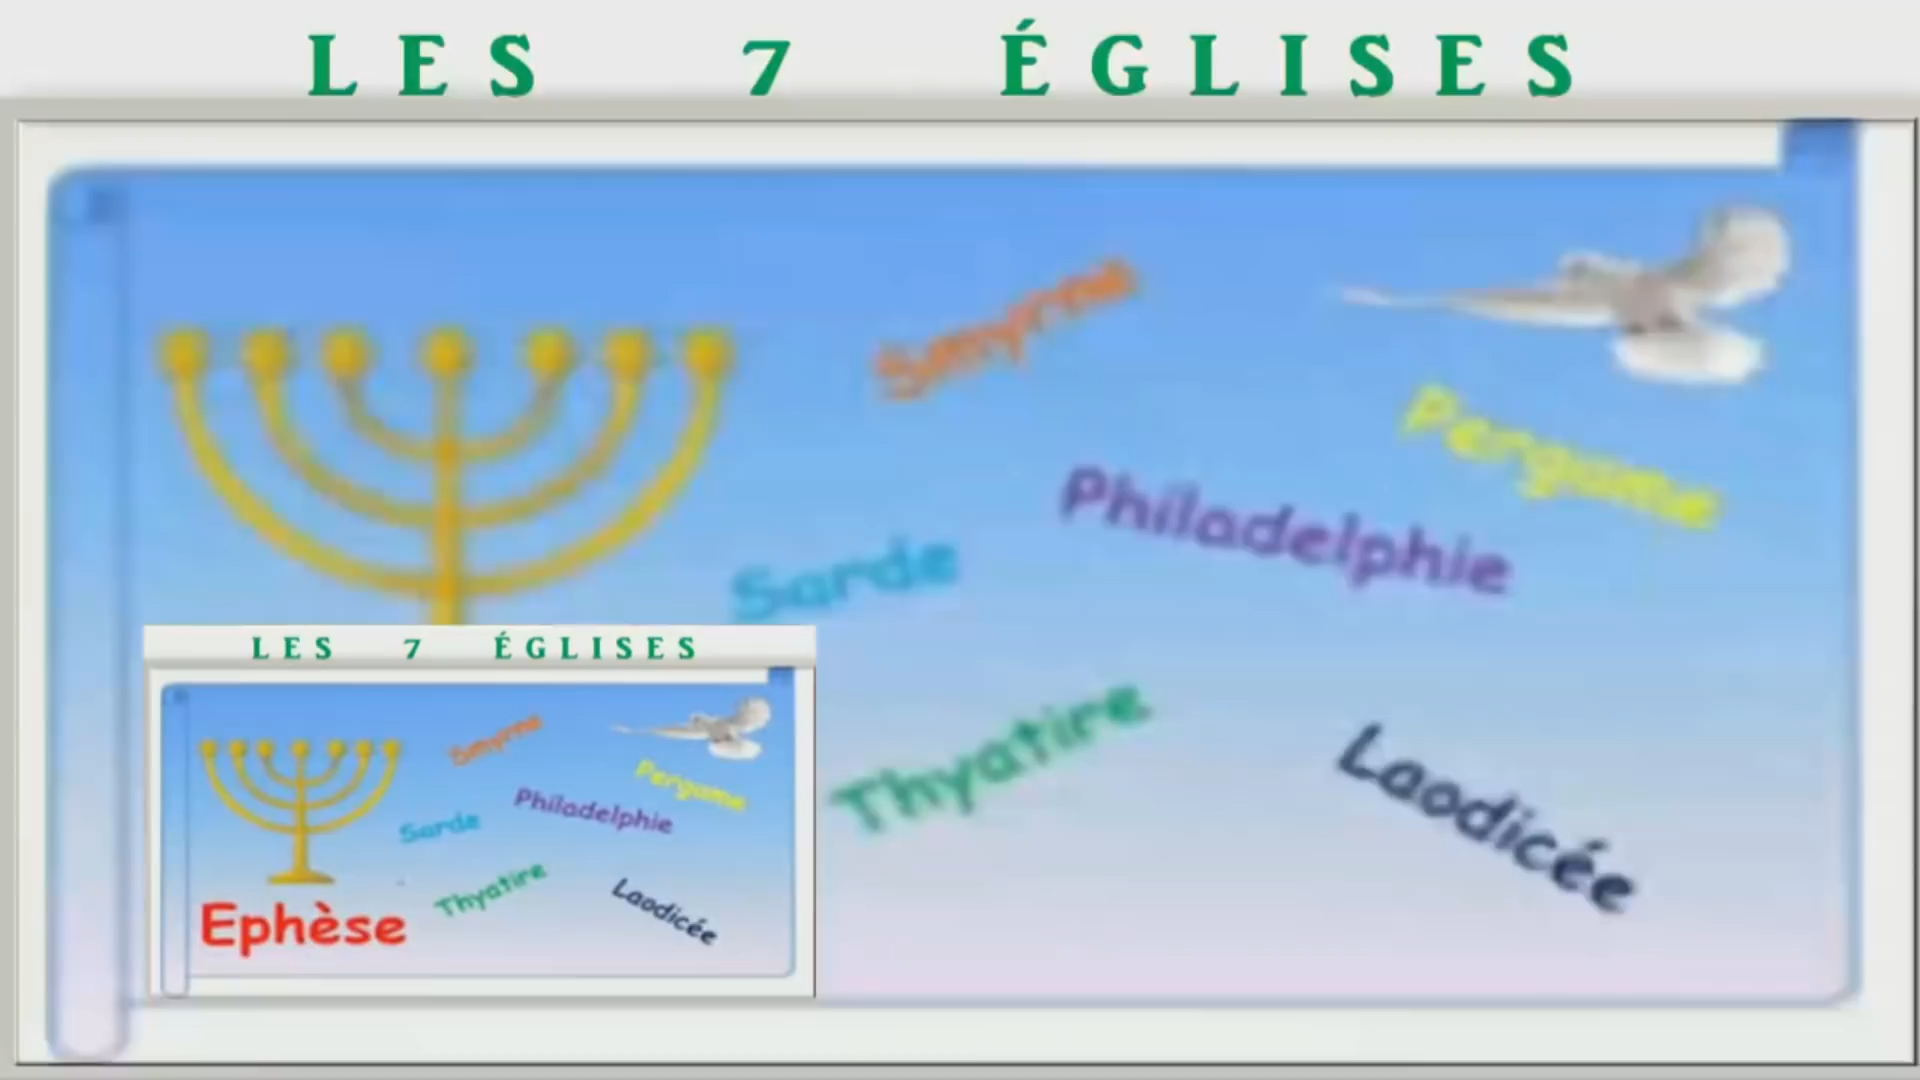 LES 7 ÉGLISES
Smyrne
Pergame
Philadelphie
Sarde
Thyatire
Laodicée
LES 7 ÉGLISES
Smyrne
Pergame
Philadelphie
Sarde
Thyatire
Laodicée
Ephèse